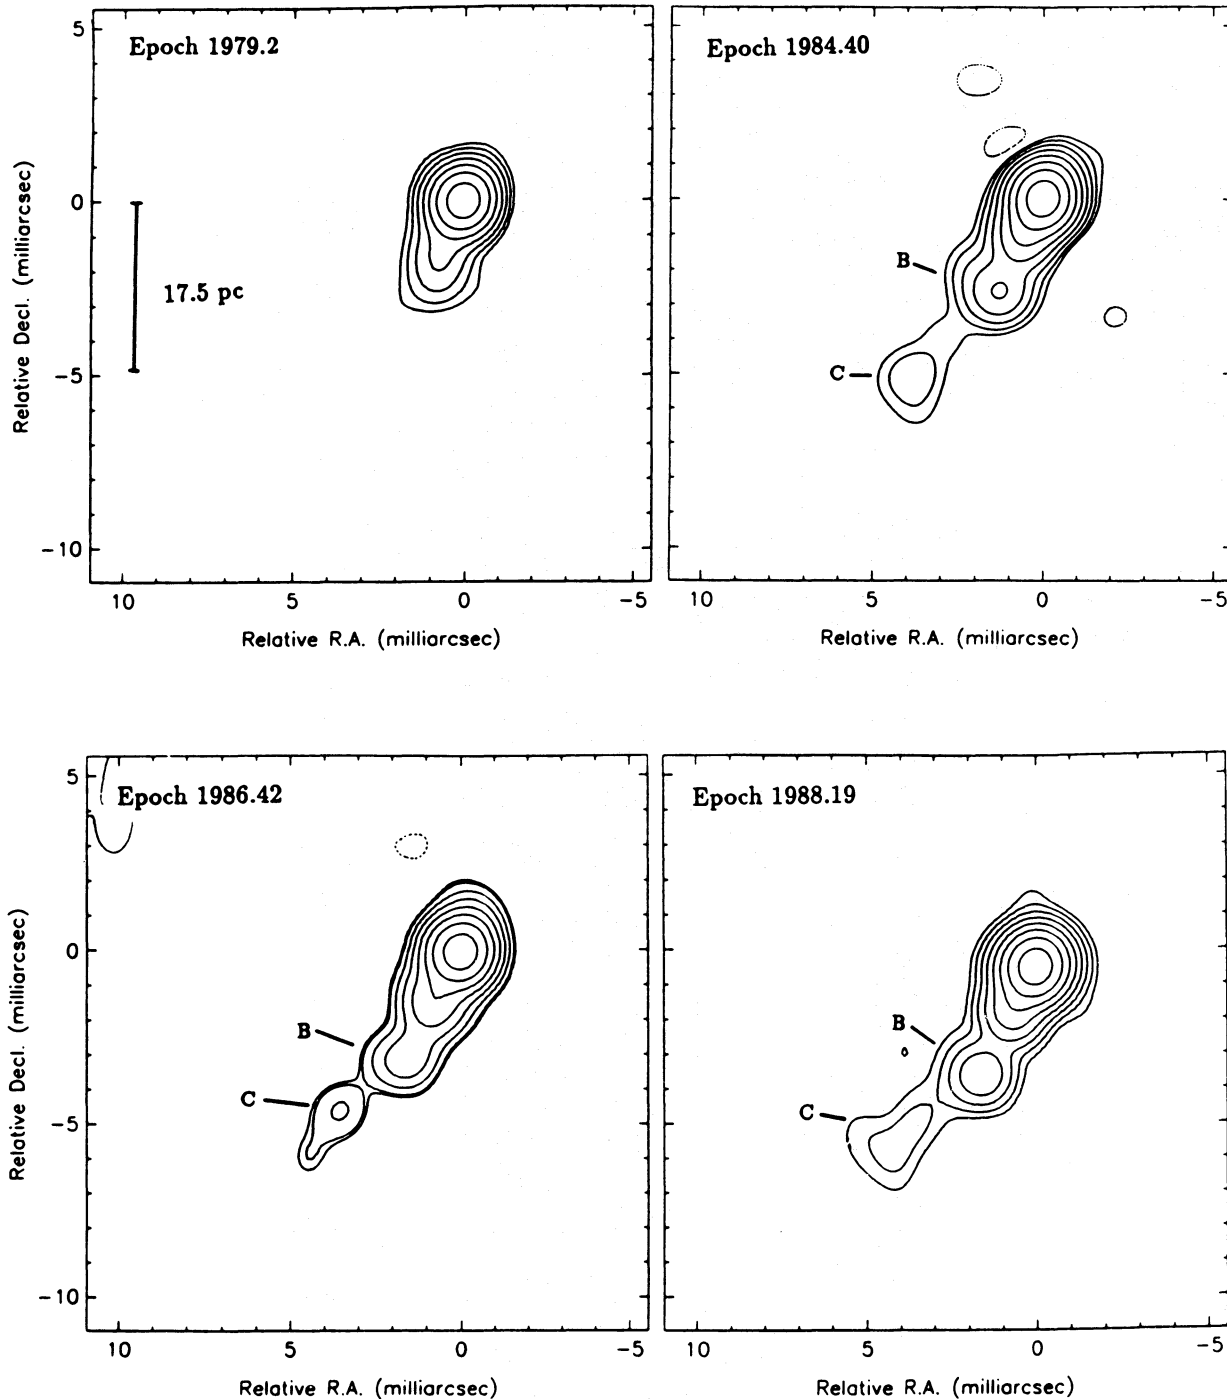 Epoch 1979.2
5
0
-5
-10
10
5
0
-5
17.5 pc
Relative Decl. (milliarcsec)
Relative R.A. (milliarcsec)
Epoch 1984.40
B
C
10
5
0
-5
Relative R.A. (milliarcsec)
Epoch 1986.42
5
0
-5
-10
B
C
10
5
0
-5
Relative Decl. (milliarcsec)
Relative R.A. (milliarcsec)
Epoch 1988.19
B
C
10
5
0
-5
Relative R.A. (milliarcsec)